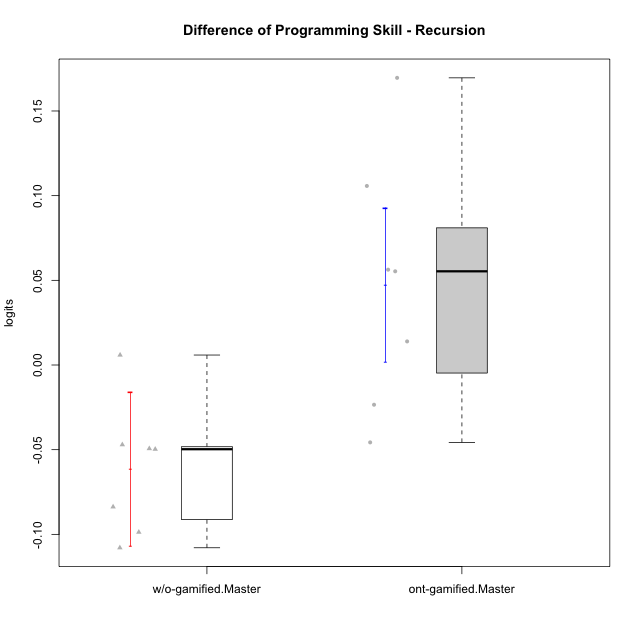 Difference of Programming Skill - Recursion
logits
0.15
0.10
0.05
0.00
-0.05
-0.10
w/o-gamified.Master
ont-gamified.Master